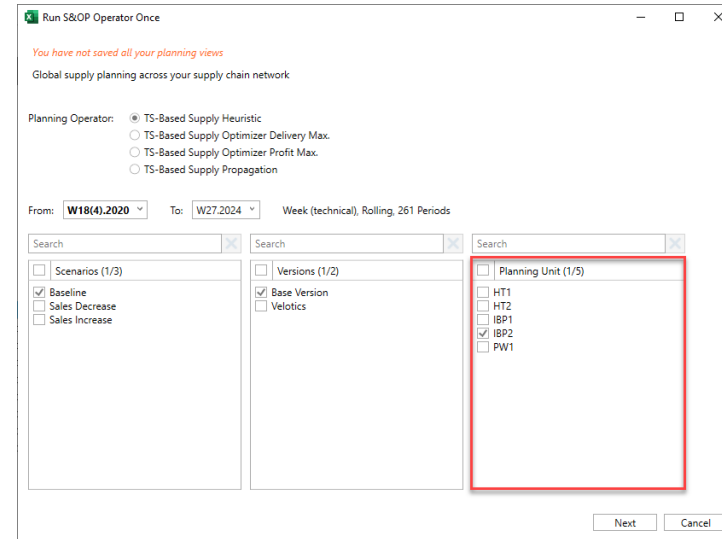 Run S&OP Operator Once
You have not saved all your planning views
Global supply planning across your supply chain network
Planning Operator:
TS-Based Supply Heuristic
TS-Based Supply Optimizer Delivery Max.
TS-Based Supply Optimizer Profit Max.
TS-Based Supply Propagation
From: W18(4).2020 To: W27.2024 Week (technical), Rolling, 261 Periods
Search
Scenarios (1/3)
Baseline
Sales Decrease
Sales Increase
Search
Versions (1/2)
Base Version
Velotics
Search
Planning Unit (1/5)
HT1
HT2
IBP1
IBP2
PW1
Next Cancel